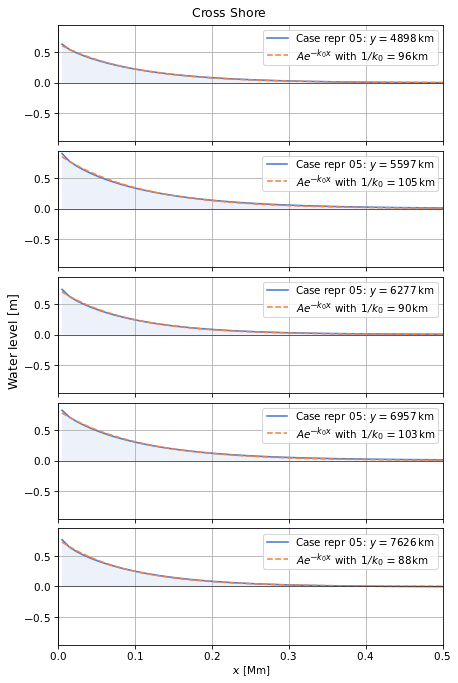 Cross Shore
Water level [m]
0.5
0.0
−0.5
Case repr 05: y = 4898 km
Ae^{−k₀x} with 1/k₀ = 96 km
0.5
0.0
−0.5
Case repr 05: y = 5597 km
Ae^{−k₀x} with 1/k₀ = 105 km
0.5
0.0
−0.5
Case repr 05: y = 6277 km
Ae^{−k₀x} with 1/k₀ = 90 km
0.5
0.0
−0.5
Case repr 05: y = 6957 km
Ae^{−k₀x} with 1/k₀ = 103 km
0.5
0.0
−0.5
Case repr 05: y = 7626 km
Ae^{−k₀x} with 1/k₀ = 88 km
0.0 0.1 0.2 0.3 0.4 0.5
x [Mm]